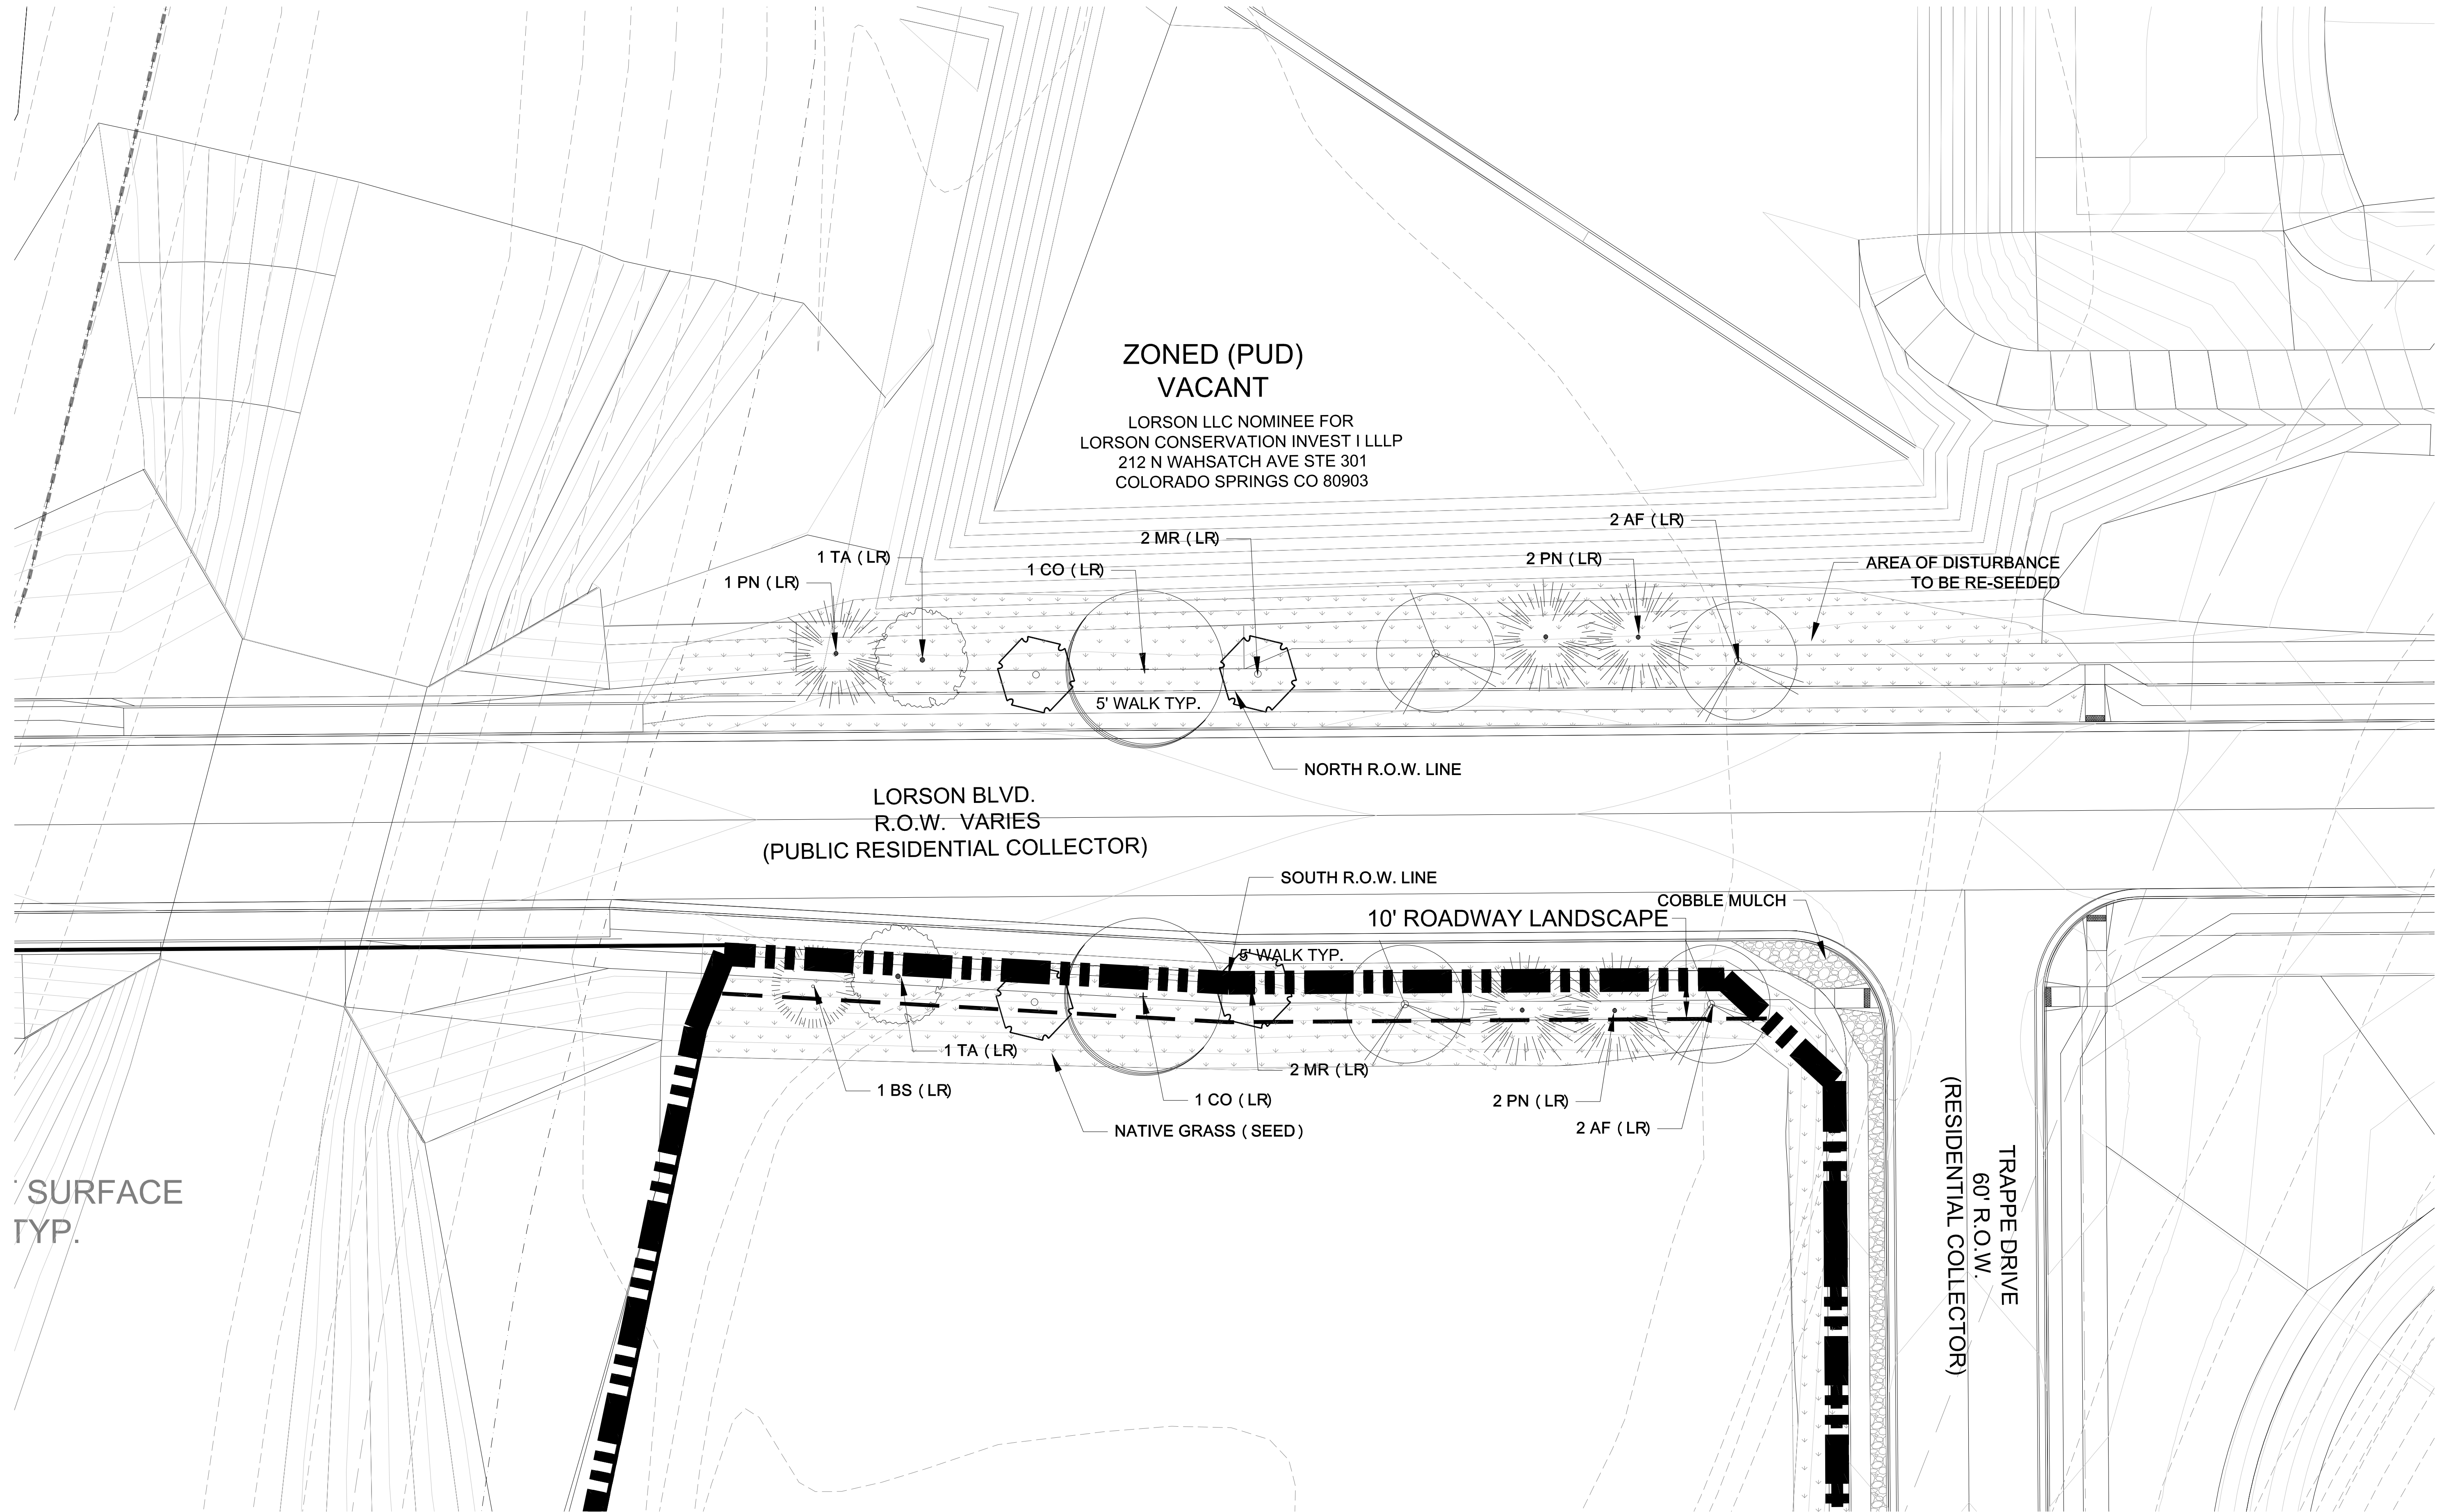 ZONED (PUD)
VACANT
LORSON LLC NOMINEE FOR
LORSON CONSERVATION INVEST I LLLP
212 N WAHSATCH AVE STE 301
COLORADO SPRINGS CO 80903
2 AF (LR)
2 MR (LR)
1 TA (LR)
2 PN (LR)
AREA OF DISTURBANCE
TO BE RE-SEEDED
1 CO (LR)
1 PN (LR)
5' WALK TYP.
NORTH R.O.W. LINE
LORSON BLVD.
R.O.W. VARIES
(PUBLIC RESIDENTIAL COLLECTOR)
SOUTH R.O.W. LINE
COBBLE MULCH
10' ROADWAY LANDSCAPE
5' WALK TYP.
1 TA (LR)
2 MR (LR)
1 BS (LR)
1 CO (LR)
2 PN (LR)
2 AF (LR)
NATIVE GRASS (SEED)
TRAPPE DRIVE
60' R.O.W.
(RESIDENTIAL COLLECTOR)
SURFACE
TYP.